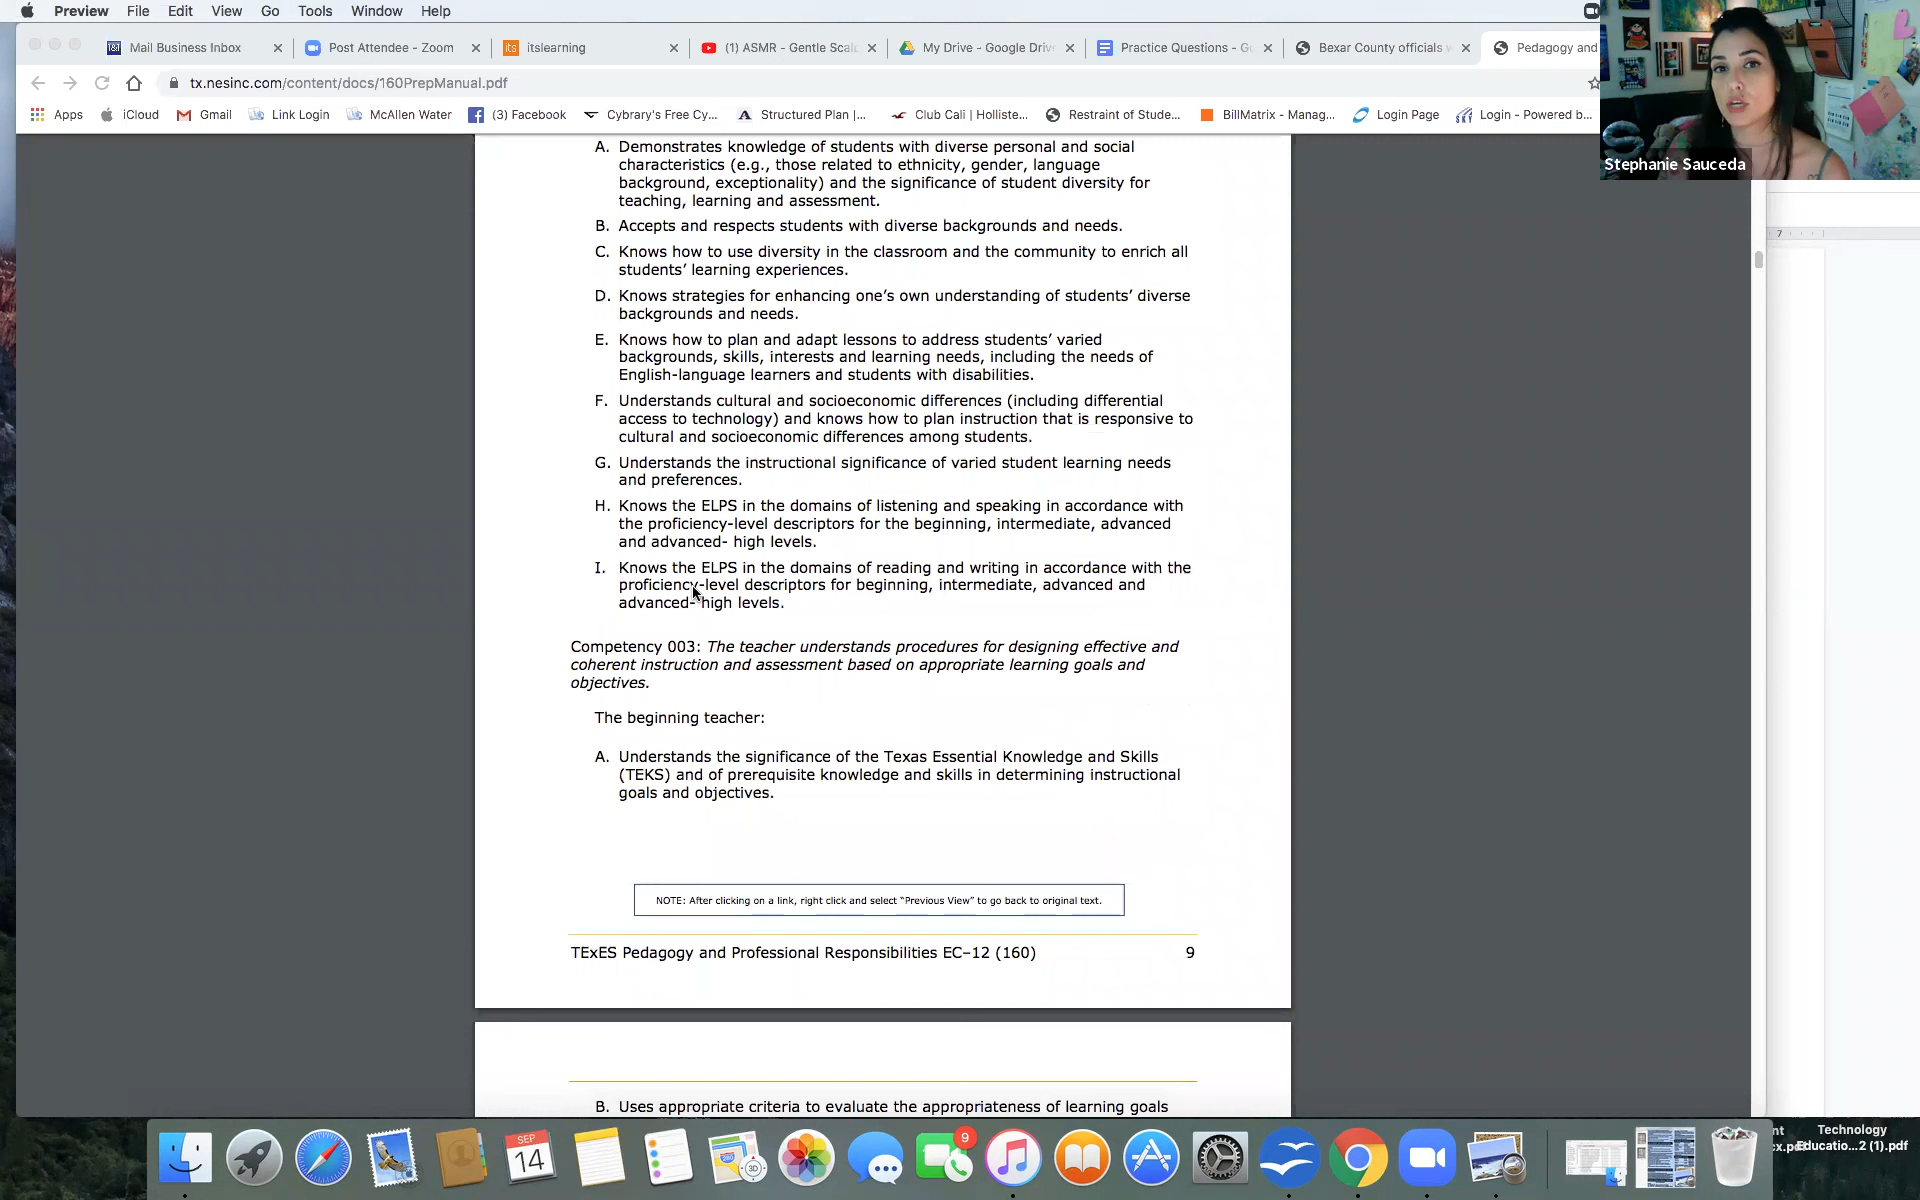 Preview File Edit View Go Tools Window Help
Mail Business Inbox
Post Attendee - Zoom
its itslearning
(1) ASMR - Gentle Scal
My Drive - Google Driv
Practice Questions - G
Bexar County officials w
Pedagogy and
tx.nesinc.com/content/docs/160PrepManual.pdf
Apps iCloud Gmail Link Login McAllen Water (3) Facebook Cybrary's Free Cy... Structured Plan |... Club Cali | Holliste... Restraint of Stude... BillMatrix - Manag... Login Page Login - Powered b...
Stephanie Sauceda
7
A. Demonstrates knowledge of students with diverse personal and social
characteristics (e.g., those related to ethnicity, gender, language
background, exceptionality) and the significance of student diversity for
teaching, learning and assessment.
B. Accepts and respects students with diverse backgrounds and needs.
C. Knows how to use diversity in the classroom and the community to enrich all
students’ learning experiences.
D. Knows strategies for enhancing one’s own understanding of students’ diverse
backgrounds and needs.
E. Knows how to plan and adapt lessons to address students’ varied
backgrounds, skills, interests and learning needs, including the needs of
English-language learners and students with disabilities.
F. Understands cultural and socioeconomic differences (including differential
access to technology) and knows how to plan instruction that is responsive to
cultural and socioeconomic differences among students.
G. Understands the instructional significance of varied student learning needs
and preferences.
H. Knows the ELPS in the domains of listening and speaking in accordance with
the proficiency-level descriptors for the beginning, intermediate, advanced
and advanced- high levels.
I. Knows the ELPS in the domains of reading and writing in accordance with the
proficiency-level descriptors for beginning, intermediate, advanced and
advanced- high levels.
Competency 003: The teacher understands procedures for designing effective and
coherent instruction and assessment based on appropriate learning goals and
objectives.
The beginning teacher:
A. Understands the significance of the Texas Essential Knowledge and Skills
(TEKS) and of prerequisite knowledge and skills in determining instructional
goals and objectives.
NOTE: After clicking on a link, right click and select “Previous View” to go back to original text.
TExES Pedagogy and Professional Responsibilities EC–12 (160) 9
B. Uses appropriate criteria to evaluate the appropriateness of learning goals
SEP
14
3D
9
nt
Technology
Educatio...2 (1).pdf